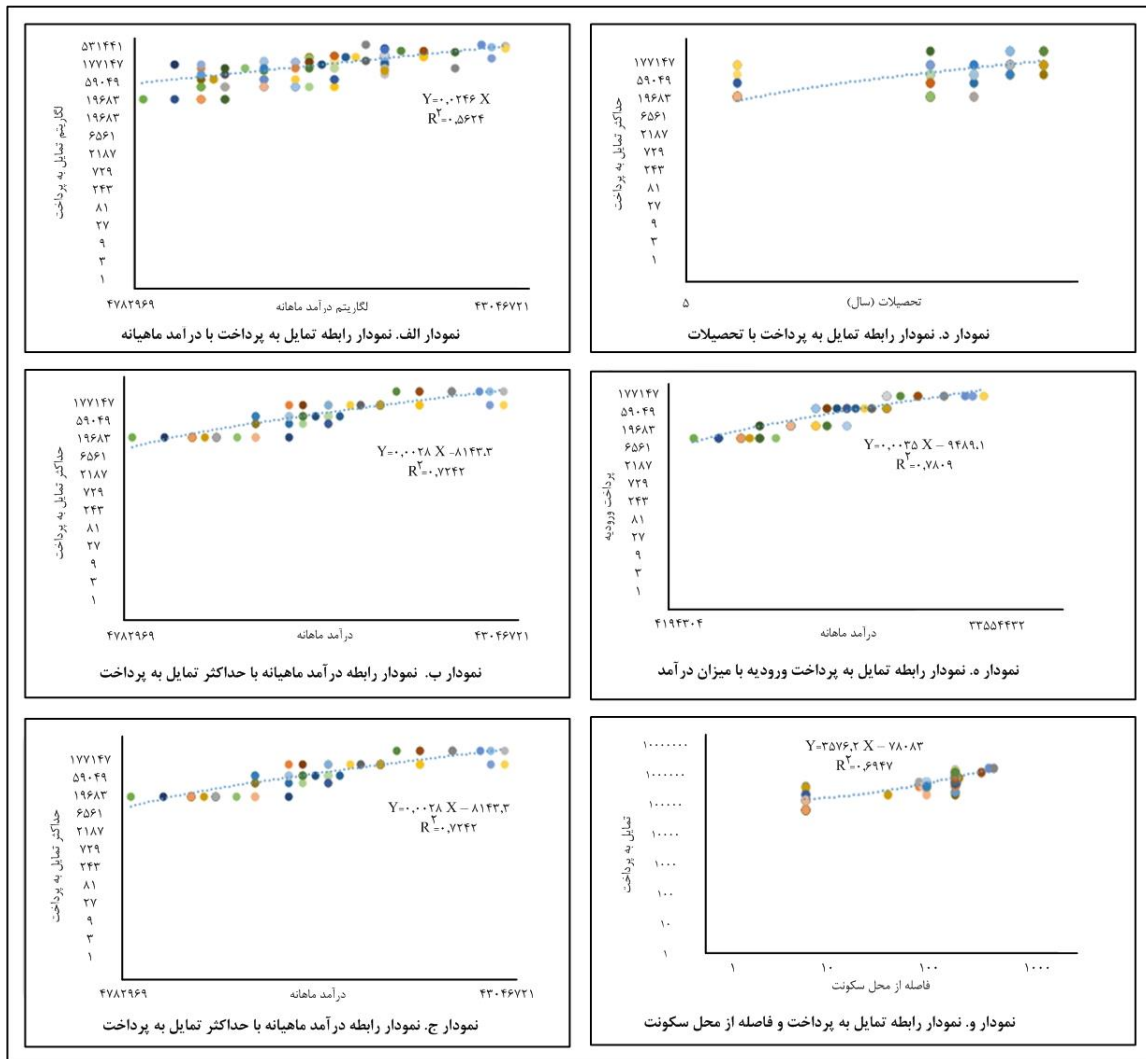 ۵۳۱۴۴۱
۱۷۷۱۴۷
۵۹۰۴۹
۱۹۶۸۳
۱۹۶۸۳
۶۵۶۱
۲۱۸۷
۷۲۹
۲۴۳
۸۱
۲۷
۹
۳
۱
لگاریتم تمایل به پرداخت
Y=۰,۰۲۴۶ X
R²=۰,۵۶۲۴
۴۷۸۲۹۶۹
لگاریتم درآمد ماهانه
۴۳۰۴۶۷۲۱
نمودار الف. نمودار رابطه تمایل به پرداخت با درآمد ماهیانه
۱۷۷۱۴۷
۵۹۰۴۹
۱۹۶۸۳
۶۵۶۱
۲۱۸۷
۷۲۹
۲۴۳
۸۱
۲۷
۹
۳
۱
حداکثر تمایل به پرداخت
۵
تحصیلات (سال)
نمودار د. نمودار رابطه تمایل به پرداخت با تحصیلات
۱۷۷۱۴۷
۵۹۰۴۹
۱۹۶۸۳
۶۵۶۱
۲۱۸۷
۷۲۹
۲۴۳
۸۱
۲۷
۹
۳
۱
حداکثر تمایل به پرداخت
Y=۰,۰۰۲۸ X -۸۱۴۳.۳
R²=۰,۷۲۴۲
۴۷۸۲۹۶۹
درآمد ماهانه
۴۳۰۴۶۷۲۱
نمودار ب. نمودار رابطه درآمد ماهیانه با حداکثر تمایل به پرداخت
۱۷۷۱۴۷
۵۹۰۴۹
۱۹۶۸۳
۶۵۶۱
۲۱۸۷
۷۲۹
۲۴۳
۸۱
۲۷
۹
۳
۱
پرداخت ورودیه
Y=۰,۰۰۳۵ X – ۹۴۸۹.۱
R²=۰,۷۸۰۹
۴۱۹۴۳۰۴
درآمد ماهانه
۳۳۵۵۴۴۳۲
نمودار ه. نمودار رابطه تمایل به پرداخت ورودیه با میزان درآمد
۱۷۷۱۴۷
۵۹۰۴۹
۱۹۶۸۳
۶۵۶۱
۲۱۸۷
۷۲۹
۲۴۳
۸۱
۲۷
۹
۳
۱
حداکثر تمایل به پرداخت
Y=۰,۰۰۲۸ X – ۸۱۴۳,۳
R²=۰,۷۲۴۲
۴۷۸۲۹۶۹
درآمد ماهانه
۴۳۰۴۶۷۲۱
نمودار ج. نمودار رابطه درآمد ماهیانه با حداکثر تمایل به پرداخت
۱۰۰۰۰۰۰۰
۱۰۰۰۰۰۰
۱۰۰۰۰۰
۱۰۰۰۰
۱۰۰۰
۱۰۰
۱۰
۱
تمایل به پرداخت
Y=۳۵۷۶,۲ X – ۷۸۰۸۳
R²=۰,۶۹۴۷
۱
۱۰
۱۰۰
۱۰۰۰
فاصله از محل سکونت
نمودار و. نمودار رابطه تمایل به پرداخت و فاصله از محل سکونت